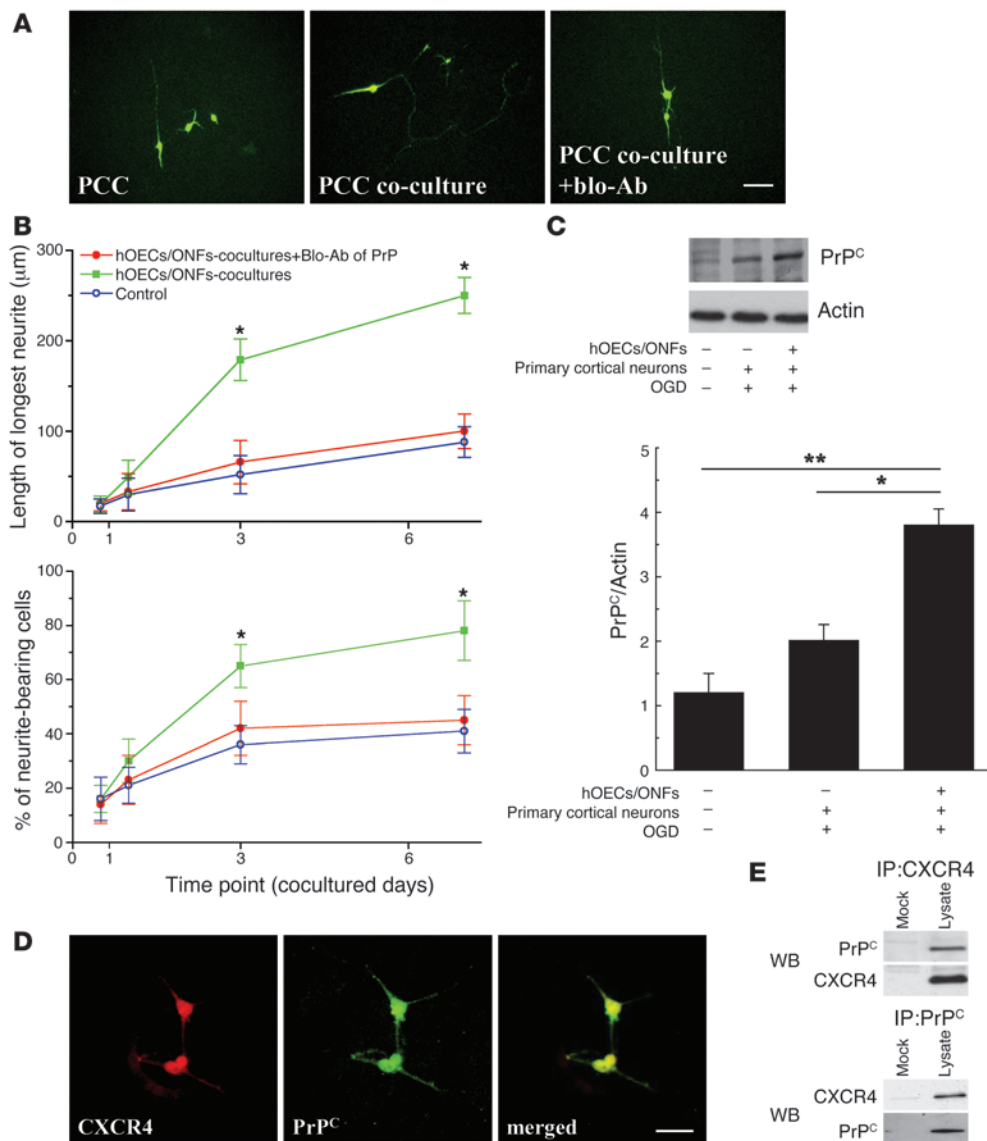 A
PCC
PCC co-culture
PCC co-culture
+blo-Ab
B
300
200
100
0
0
1
3
6
Length of longest neurite (μm)
hOECs/ONFs-cocultures+Blo-Ab of PrP
hOECs/ONFs-cocultures
Control
*
*
100
80
60
40
20
0
0
1
3
6
% of neurite-bearing cells
*
*
Time point (cocultured days)
C
PrPᶜ
Actin
hOECs/ONFs – – +
Primary cortical neurons – + +
OGD – + +
5
4
3
2
1
0
PrPᶜ/Actin
**
*
hOECs/ONFs – – +
Primary cortical neurons – + +
OGD – + +
D
CXCR4
PrPᶜ
merged
E
IP:CXCR4
Mock
Lysate
WB
PrPᶜ
CXCR4
IP:PrPᶜ
Mock
Lysate
WB
CXCR4
PrPᶜ